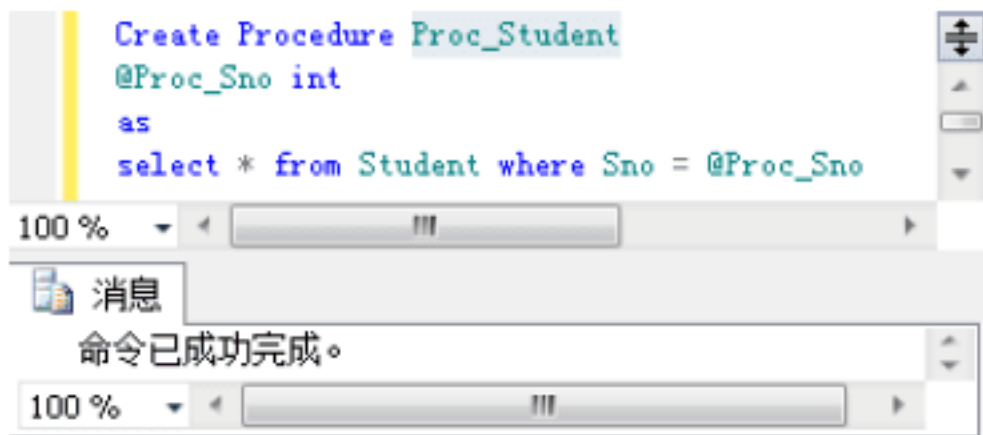 Create Procedure Proc_Student
@Proc_Sno int
as
select * from Student where Sno = @Proc_Sno
100 %
消息
命令已成功完成。
100 %